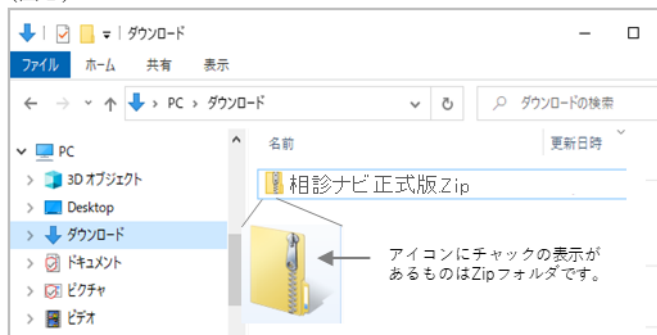 ダウンロード
ファイル ホーム 共有 表示
PC › ダウンロード ダウンロードの検索
名前 更新日時
PC
3D オブジェクト
相診ナビ正式版.Zip
Desktop
ダウンロード
アイコンにチャックの表示が
ドキュメント
あるものはZipフォルダです。
ピクチャ
ビデオ